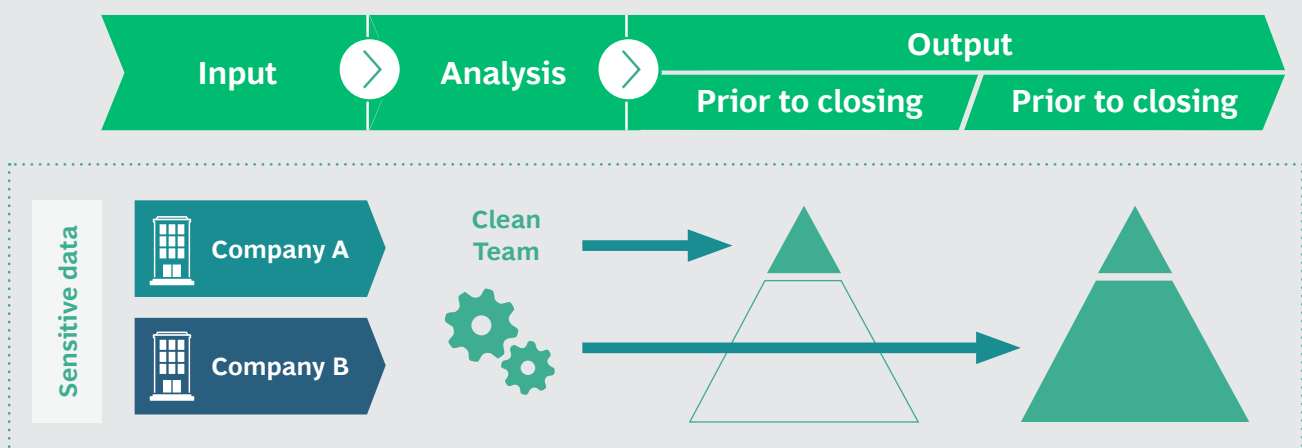 Input
Analysis
Output
Prior to closing
Prior to closing
Sensitive data
Company A
Company B
Clean
Team